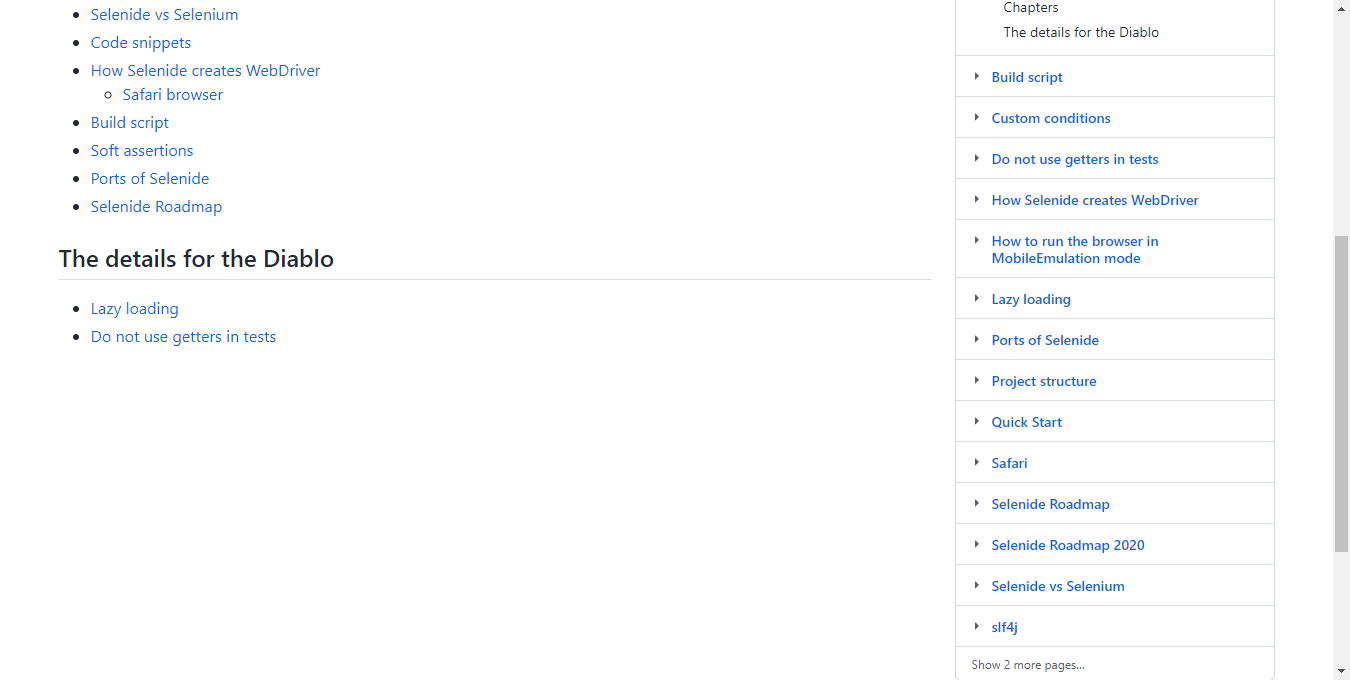 Selenide vs Selenium
Code snippets
How Selenide creates WebDriver
Safari browser
Build script
Soft assertions
Ports of Selenide
Selenide Roadmap
The details for the Diablo
Lazy loading
Do not use getters in tests
Chapters
The details for the Diablo
Build script
Custom conditions
Do not use getters in tests
How Selenide creates WebDriver
How to run the browser in
MobileEmulation mode
Lazy loading
Ports of Selenide
Project structure
Quick Start
Safari
Selenide Roadmap
Selenide Roadmap 2020
Selenide vs Selenium
slf4j
Show 2 more pages...